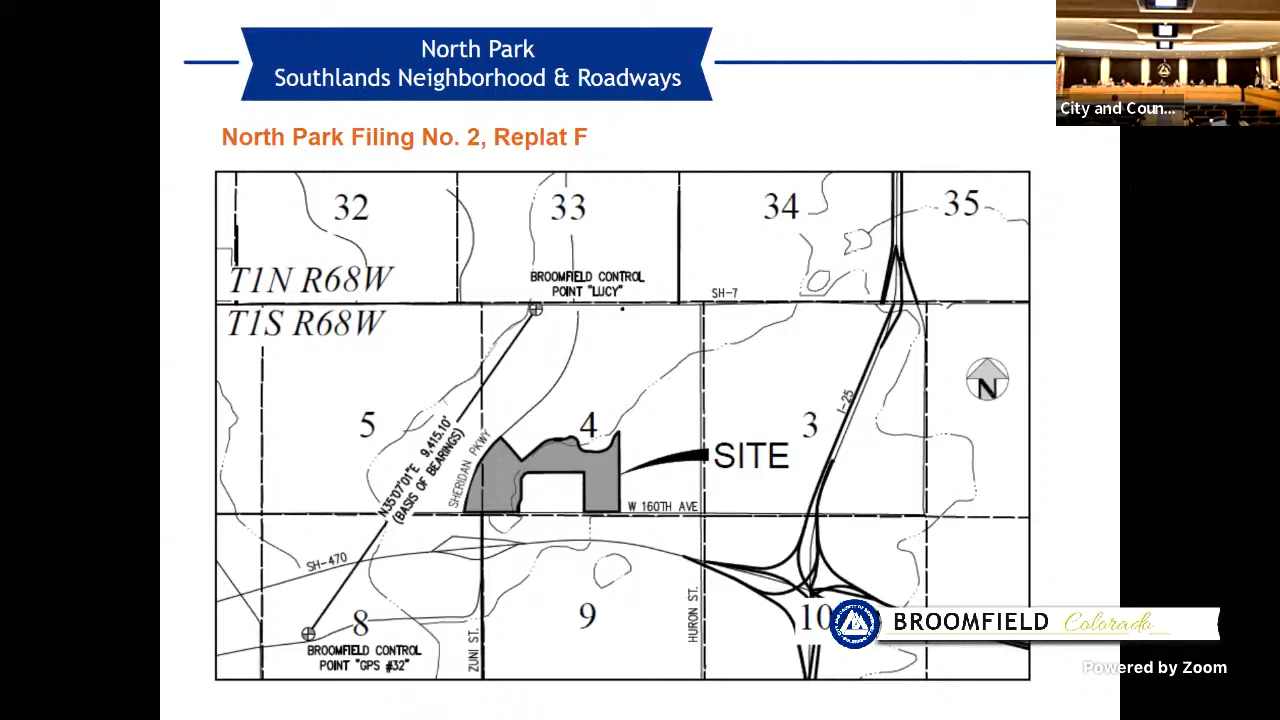 North Park
Southlands Neighborhood & Roadways
City and Coun...
North Park Filing No. 2, Replat F
32
33
34
35
T1N R68W
BROOMFIELD CONTROL
POINT "LUCY"
SH-7
T1S R68W
N
5
4
3
I-25
N35°07'01"E 9,415.10'
(BASIS OF BEARINGS)
SHERIDAN PKWY
SITE
W 160TH AVE
SH-470
8
9
10
HURON ST.
ZUNI ST.
BROOMFIELD CONTROL
POINT "GPS #32"
BROOMFIELD Colorado
Powered by Zoom